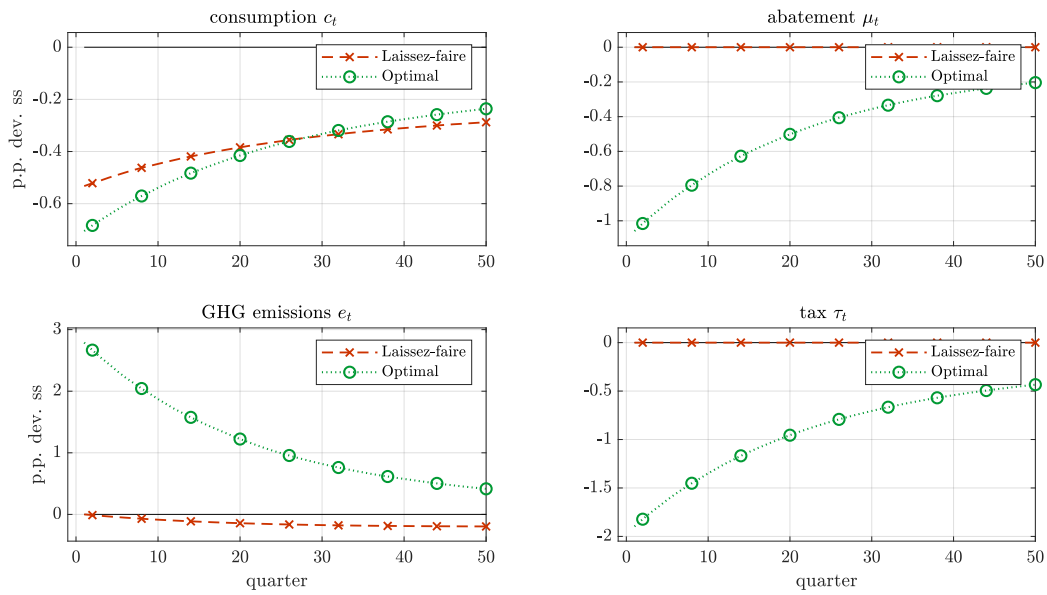 consumption c_t
p.p. dev. ss
0
-0.2
-0.4
-0.6
Laissez-faire
Optimal
0 10 20 30 40 50
abatement μ_t
0
-0.2
-0.4
-0.6
-0.8
-1
Laissez-faire
Optimal
0 10 20 30 40 50
GHG emissions e_t
p.p. dev. ss
3
2
1
0
Laissez-faire
Optimal
0 10 20 30 40 50
quarter
tax τ_t
0
-0.5
-1
-1.5
-2
Laissez-faire
Optimal
0 10 20 30 40 50
quarter